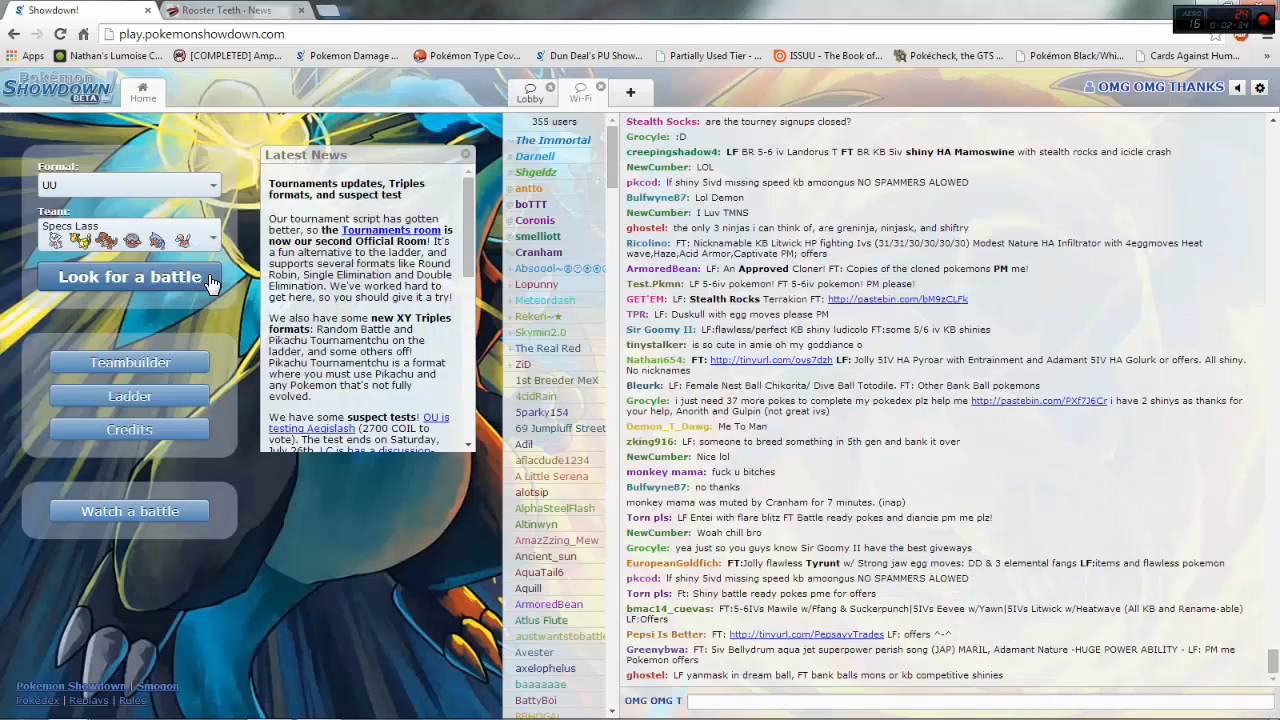 Showdown!
Rooster Teeth · News
play.pokemonshowdown.com
AERO 29
16 0:02:34
Apps
Nathan's Lumoise C...
[COMPLETED] Amp...
Pokemon Damage ...
Pokémon Type Cov...
Dun Deal's PU Show...
Partially Used Tier - ...
ISSUU - The Book of...
Pokécheck, the GTS ...
Pokémon Black/Whi...
Cards Against Hum...
»
Pokémon
SHOWDOWN
BETA
Home
Lobby
Wi-Fi
+
OMG OMG THANKS
Format:
UU
Team:
Specs Lass
Look for a battle
Teambuilder
Ladder
Credits
Watch a battle
Pokémon Showdown | Smogon
Pokédex | Replays | Rules
Latest News
Tournaments updates, Triples
formats, and suspect test
Our tournament script has gotten
better, so the Tournaments room is
now our second Official Room! It's
a fun alternative to the ladder, and
supports several formats like Round
Robin, Single Elimination and Double
Elimination. We've worked hard to
get here, so you should give it a try!
We also have some new XY Triples
formats: Random Battle and
Pikachu Tournamentchu on the
ladder, and some others off!
Pikachu Tournamentchu is a format
where you must use Pikachu and
any Pokemon that's not fully
evolved.
We have some suspect tests! OU is
testing Aegislash (2700 COIL to
vote). The test ends on Saturday,
July 26th. LC is has a discussion-
355 users
~The Immortal
Darnell
Shgeldz
@antto
boTTT
@Coronis
smelliott
Cranham
+Lopunny
+Meteordash
+Reken~★
+Skymin2.0
+The Real Red
+ZiD
1st Breeder MeX
4cidRain
5parky154
69 Jumpluff Street
Adil
aflacdude1234
A Little Serena
alotsip
AlphaSteelFlash
Altinwyn
AmazZzing_Mew
Ancient_sun
AquaTail6
Aquill
ArmoredBean
Atlus Flute
austwantstobattle
Avester
axelophelus
baaaaaae
BattyBoi
Stealth Socks: are the tourney signups closed?
Grocyle: :D
creepingshadow4: LF BR 5-6 iv Landorus T FT BR KB 5iv shiny HA Mamoswine with stealth rocks and icicle crash
NewCumber: LOL
pkcod: lf shiny 5ivd missing speed kb amoongus NO SPAMMERS ALOWED
Bulfwyne87: Lol Demon
NewCumber: I Luv TMNS
ghostel: the only 3 ninjas i can think of, are greninja, ninjask, and shiftry
Ricolino: FT: Nicknamable KB Litwick HP fighting Ivs (31/31/30/30/30/30) Modest Nature HA Infiltrator with 4eggmoves Heat
wave,Haze,Acid Armor,Captivate PM; offers
ArmoredBean: LF: An Approved Cloner! FT: Copies of the cloned pokemons PM me!
Test.Pkmn: LF 5-6iv pokemon! FT 5-6iv pokemon! PM please!
GET'EM: LF: Stealth Rocks Terrakion FT: http://pastebin.com/bM9zCLFk
TPR: LF: Duskull with egg moves please PM
Sir Goomy II: LF:flawless/perfect KB shiny ludicolo FT:some 5/6 iv KB shinies
tinystalker: is so cute in amie oh my goddiance o
Nathan654: FT: http://tinyurl.com/ovs7dzh LF: Jolly 5IV HA Pyroar with Entrainment and Adamant 5IV HA Golurk or offers. All shiny.
No nicknames
Bleurk: LF: Female Nest Ball Chikorita/ Dive Ball Totodile. FT: Other Bank Ball pokemons
Grocyle: i just need 37 more pokes to complete my pokedex plz help me http://pastebin.com/PXf7J6Cr i have 2 shinys as thanks for
your help, Anorith and Gulpin (not great ivs)
Demon_T_Dawg: Me To Man
zking916: LF: someone to breed something in 5th gen and bank it over
NewCumber: Nice lol
monkey mama: fuck u bitches
Bulfwyne87: no thanks
monkey mama was muted by Cranham for 7 minutes. (inap)
Torn pls: LF Entei with flare blitz FT Battle ready pokes and diancie pm me plz!
NewCumber: Woah chill bro
Grocyle: yea just so you guys know Sir Goomy II have the best giveways
EuropeanGoldfich: FT:Jolly flawless Tyrunt w/ Strong jaw egg moves: DD & 3 elemental fangs LF:items and flawless pokemon
pkcod: lf shiny 5ivd missing speed kb amoongus NO SPAMMERS ALOWED
Torn pls: FT: Shiny battle ready pokes pme for offers
bmac14_cuevas: FT:5-6IVs Mawile w/Ffang & Suckerpunch|5IVs Eevee w/Yawn|5IVs Litwick w/Heatwave (All KB and Rename-able)
LF:Offers
Pepsi Is Better: FT: http://tinyurl.com/PepsayyTrades LF: offers ^-^
Greenybwa: FT: 5iv Bellydrum aqua jet superpower perish song (JAP) MARIL, Adamant Nature -HUGE POWER ABILITY - LF: PM me
Pokemon offers
ghostel: LF yanmask in dream ball, FT bank balls mons or kb competitive shinies
OMG OMG T